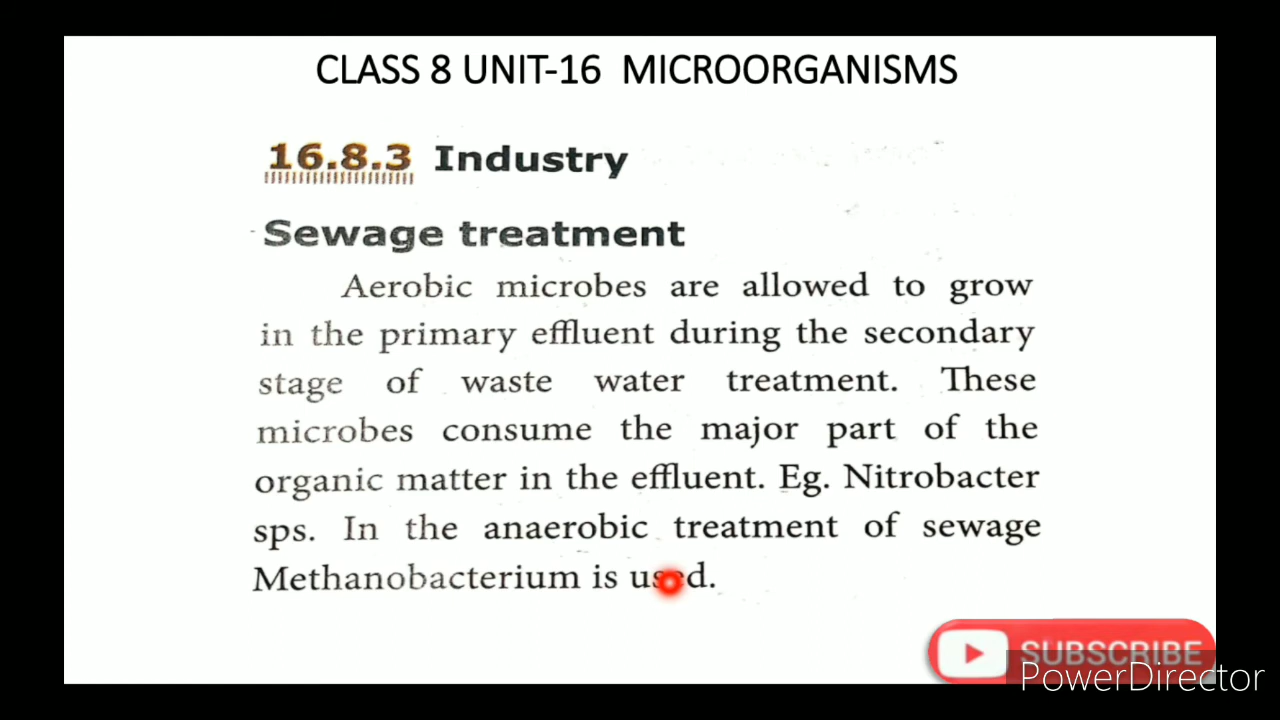 CLASS 8 UNIT-16 MICROORGANISMS
16.8.3 Industry
Sewage treatment
Aerobic microbes are allowed to grow
in the primary effluent during the secondary
stage of waste water treatment. These
microbes consume the major part of the
organic matter in the effluent. Eg. Nitrobacter
sps. In the anaerobic treatment of sewage
Methanobacterium is used.
SUBSCRIBE
PowerDirector